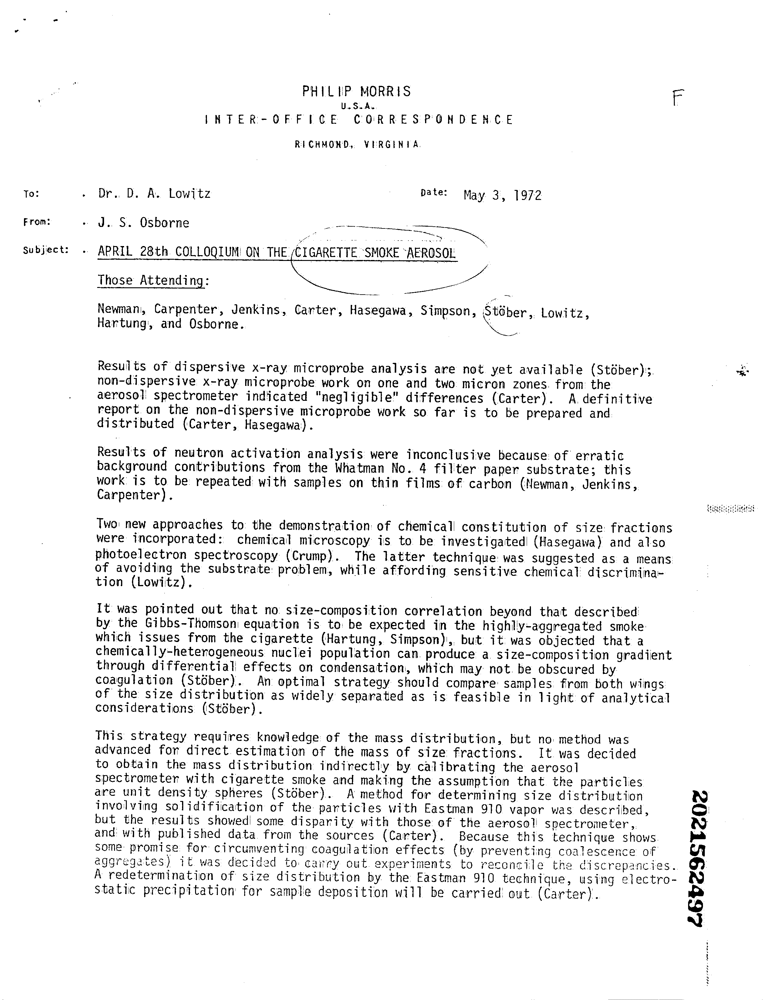 PHILIP MORRIS
U.S.A.
INTER-OFFICE CORRESPONDENCE
RICHMOND, VIRGINIA
F
To: . Dr. D. A. Lowitz Date: May 3, 1972
From: . J. S. Osborne
Subject: . APRIL 28th COLLOQIUM ON THE CIGARETTE SMOKE AEROSOL
Those Attending:
Newman, Carpenter, Jenkins, Carter, Hasegawa, Simpson, Stöber, Lowitz,
Hartung, and Osborne.
Results of dispersive x-ray microprobe analysis are not yet available (Stöber);
non-dispersive x-ray microprobe work on one and two micron zones from the
aerosol spectrometer indicated "negligible" differences (Carter). A definitive
report on the non-dispersive microprobe work so far is to be prepared and
distributed (Carter, Hasegawa).
Results of neutron activation analysis were inconclusive because of erratic
background contributions from the Whatman No. 4 filter paper substrate; this
work is to be repeated with samples on thin films of carbon (Newman, Jenkins,
Carpenter).
Two new approaches to the demonstration of chemical constitution of size fractions
were incorporated: chemical microscopy is to be investigated (Hasegawa) and also
photoelectron spectroscopy (Crump). The latter technique was suggested as a means
of avoiding the substrate problem, while affording sensitive chemical discrimina-
tion (Lowitz).
It was pointed out that no size-composition correlation beyond that described
by the Gibbs-Thomson equation is to be expected in the highly-aggregated smoke
which issues from the cigarette (Hartung, Simpson), but it was objected that a
chemically-heterogeneous nuclei population can produce a size-composition gradient
through differential effects on condensation, which may not be obscured by
coagulation (Stöber). An optimal strategy should compare samples from both wings
of the size distribution as widely separated as is feasible in light of analytical
considerations (Stöber).
This strategy requires knowledge of the mass distribution, but no method was
advanced for direct estimation of the mass of size fractions. It was decided
to obtain the mass distribution indirectly by calibrating the aerosol
spectrometer with cigarette smoke and making the assumption that the particles
are unit density spheres (Stöber). A method for determining size distribution
involving solidification of the particles with Eastman 910 vapor was described,
but the results showed some disparity with those of the aerosol spectrometer,
and with published data from the sources (Carter). Because this technique shows
some promise for circumventing coagulation effects (by preventing coalescence of
aggregates) it was decided to carry out experiments to reconcile the discrepancies.
A redetermination of size distribution by the Eastman 910 technique, using electro-
static precipitation for sample deposition will be carried out (Carter).
2021562497